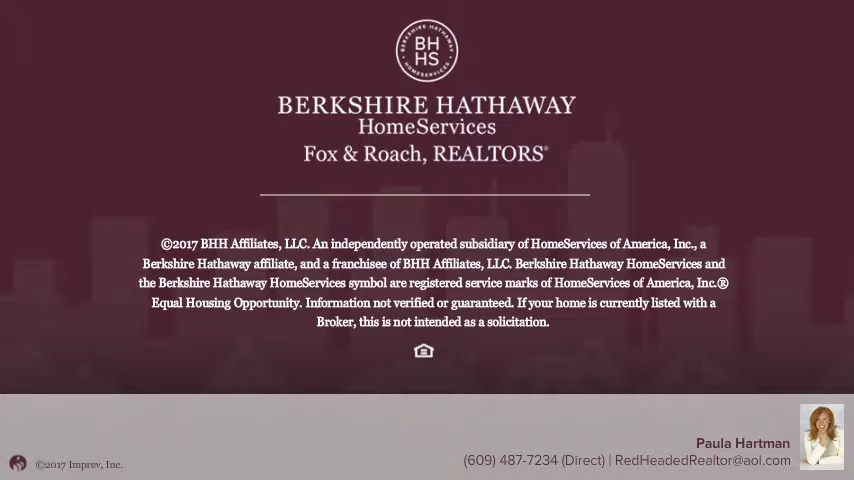 BERKSHIRE HATHAWAY
HOMESERVICES
BH
HS
BERKSHIRE HATHAWAY
HomeServices
Fox & Roach, REALTORS®
©2017 BHH Affiliates, LLC. An independently operated subsidiary of HomeServices of America, Inc., a
Berkshire Hathaway affiliate, and a franchisee of BHH Affiliates, LLC. Berkshire Hathaway HomeServices and
the Berkshire Hathaway HomeServices symbol are registered service marks of HomeServices of America, Inc.®
Equal Housing Opportunity. Information not verified or guaranteed. If your home is currently listed with a
Broker, this is not intended as a solicitation.
Paula Hartman
(609) 487-7234 (Direct) | RedHeadedRealtor@aol.com
©2017 Imprev, Inc.